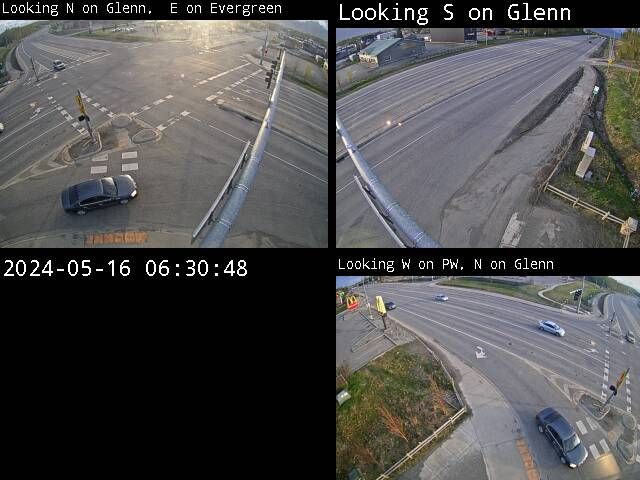 Looking N on Glenn,  E on Evergreen
Looking S on Glenn
2024-05-16 06:30:48
Looking W on PW, N on Glenn